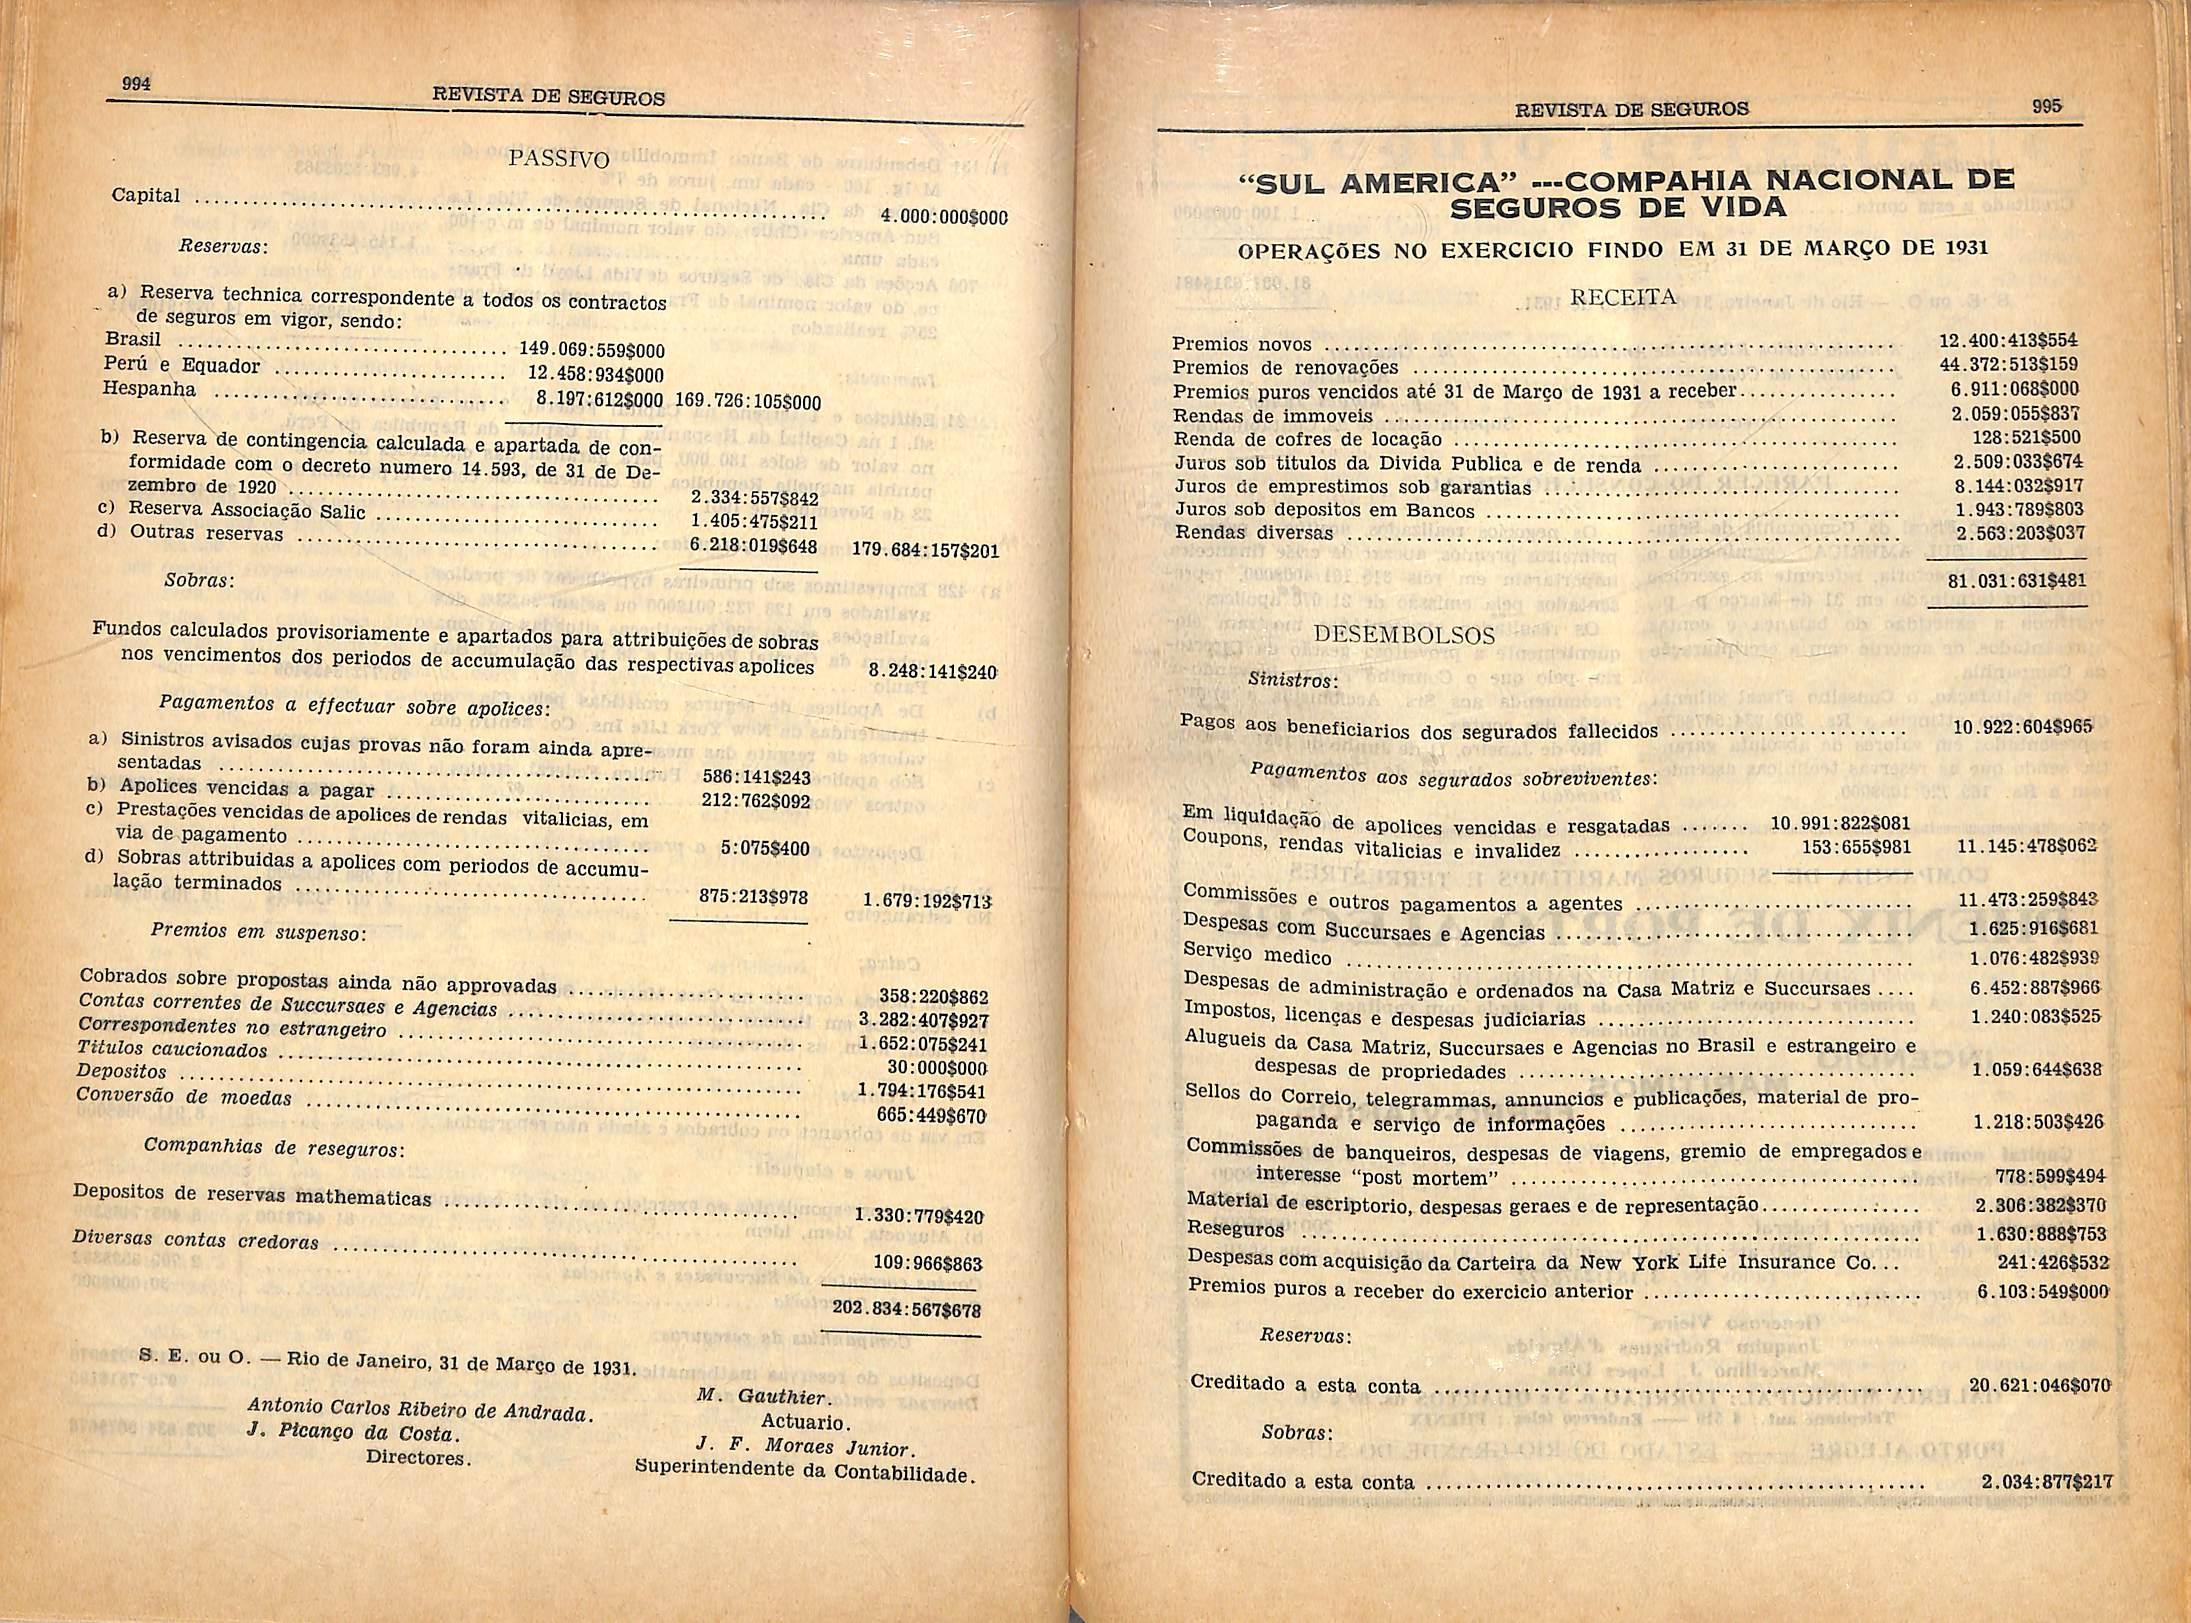 994
REVISTA DE SEGUROS
PASSIVO
Capital ........ 4.000:000$000
Reservas:
a) Reserva technica correspondente a todos os contractos
de seguros em vigor, sendo:
Brasil ........ 149.069:559$000
Perú e Equador ........ 12.458:934$000
Hespanha ........ 8.197:612$000 169.726:105$000
b) Reserva de contingencia calculada e apartada de con-
formidade com o decreto numero 14.593, de 31 de De-
zembro de 1920 ........ 2.334:557$842
c) Reserva Associação Salic ........ 1.405:475$211
d) Outras reservas ........ 6.218:019$648 179.684:157$201
Sobras:
Fundos calculados provisoriamente e apartados para attribuições de sobras
nos vencimentos dos periodos de accumulação das respectivas apolices 8.248:141$240
Pagamentos a effectuar sobre apolices:
a) Sinistros avisados cujas provas não foram ainda apre-
sentadas ........ 586:141$243
b) Apolices vencidas a pagar ........ 212:762$092
c) Prestações vencidas de apolices de rendas vitalicias, em
via de pagamento ........ 5:075$400
d) Sobras attribuidas a apolices com periodos de accumu-
lação terminados ........ 875:213$978 1.679:192$713
Premios em suspenso:
Cobrados sobre propostas ainda não approvadas ........ 358:220$862
Contas correntes de Succursaes e Agencias ........ 3.282:407$927
Correspondentes no estrangeiro ........ 1.652:075$241
Titulos caucionados ........ 30:000$000
Depositos ........ 1.794:176$541
Conversão de moedas ........ 665:449$670
Companhias de reseguros:
Depositos de reservas mathematicas ........ 1.330:779$420
Diversas contas credoras ........ 109:966$863
202.834:567$678
S. E. ou O. — Rio de Janeiro, 31 de Março de 1931.
Antonio Carlos Ribeiro de Andrada.
J. Picanço da Costa.
Directores.
M. Gauthier.
Actuario.
J. F. Moraes Junior.
Superintendente da Contabilidade.
REVISTA DE SEGUROS
995
“SUL AMERICA” ---COMPAHIA NACIONAL DE
SEGUROS DE VIDA
OPERAÇÕES NO EXERCICIO FINDO EM 31 DE MARÇO DE 1931
RECEITA
Premios novos ........ 12.400:413$554
Premios de renovações ........ 44.372:513$159
Premios puros vencidos até 31 de Março de 1931 a receber ........ 6.911:068$000
Rendas de immoveis ........ 2.059:055$837
Renda de cofres de locação ........ 128:521$500
Juros sob titulos da Divida Publica e de renda ........ 2.509:033$674
Juros de emprestimos sob garantias ........ 8.144:032$917
Juros sob depositos em Bancos ........ 1.943:789$803
Rendas diversas ........ 2.563:203$037
81.031:631$481
DESEMBOLSOS
Sinistros:
Pagos aos beneficiarios dos segurados fallecidos ........ 10.922:604$965
Pagamentos aos segurados sobreviventes:
Em liquidação de apolices vencidas e resgatadas ....... 10.991:822$081
Coupons, rendas vitalicias e invalidez ........ 153:655$981 11.145:478$062
Commissões e outros pagamentos a agentes ........ 11.473:259$843
Despesas com Succursaes e Agencias ........ 1.625:916$681
Serviço medico ........ 1.076:482$939
Despesas de administração e ordenados na Casa Matriz e Succursaes .... 6.452:887$966
Impostos, licenças e despesas judiciarias ........ 1.240:083$525
Alugueis da Casa Matriz, Succursaes e Agencias no Brasil e estrangeiro e
despesas de propriedades ........ 1.059:644$638
Sellos do Correio, telegrammas, annuncios e publicações, material de pro-
paganda e serviço de informações ........ 1.218:503$426
Commissões de banqueiros, despesas de viagens, gremio de empregados e
interesse “post mortem” ........ 778:599$494
Material de escriptorio, despesas geraes e de representação ........ 2.306:382$370
Reseguros ........ 1.630:888$753
Despesas com acquisição da Carteira da New York Life Insurance Co... 241:426$532
Premios puros a receber do exercicio anterior ........ 6.103:549$000
Reservas:
Creditado a esta conta ........ 20.621:046$070
Sobras:
Creditado a esta conta ........ 2.034:877$217